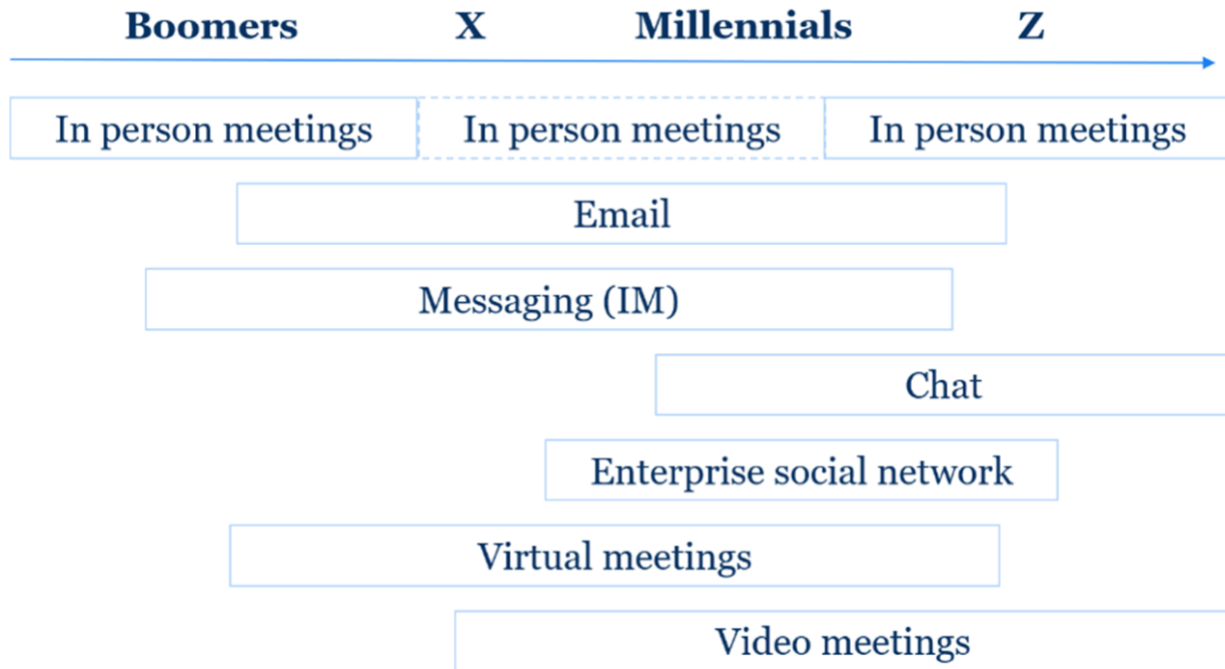 Boomers X Millennials Z
In person meetings In person meetings In person meetings
Email
Messaging (IM)
Chat
Enterprise social network
Virtual meetings
Video meetings